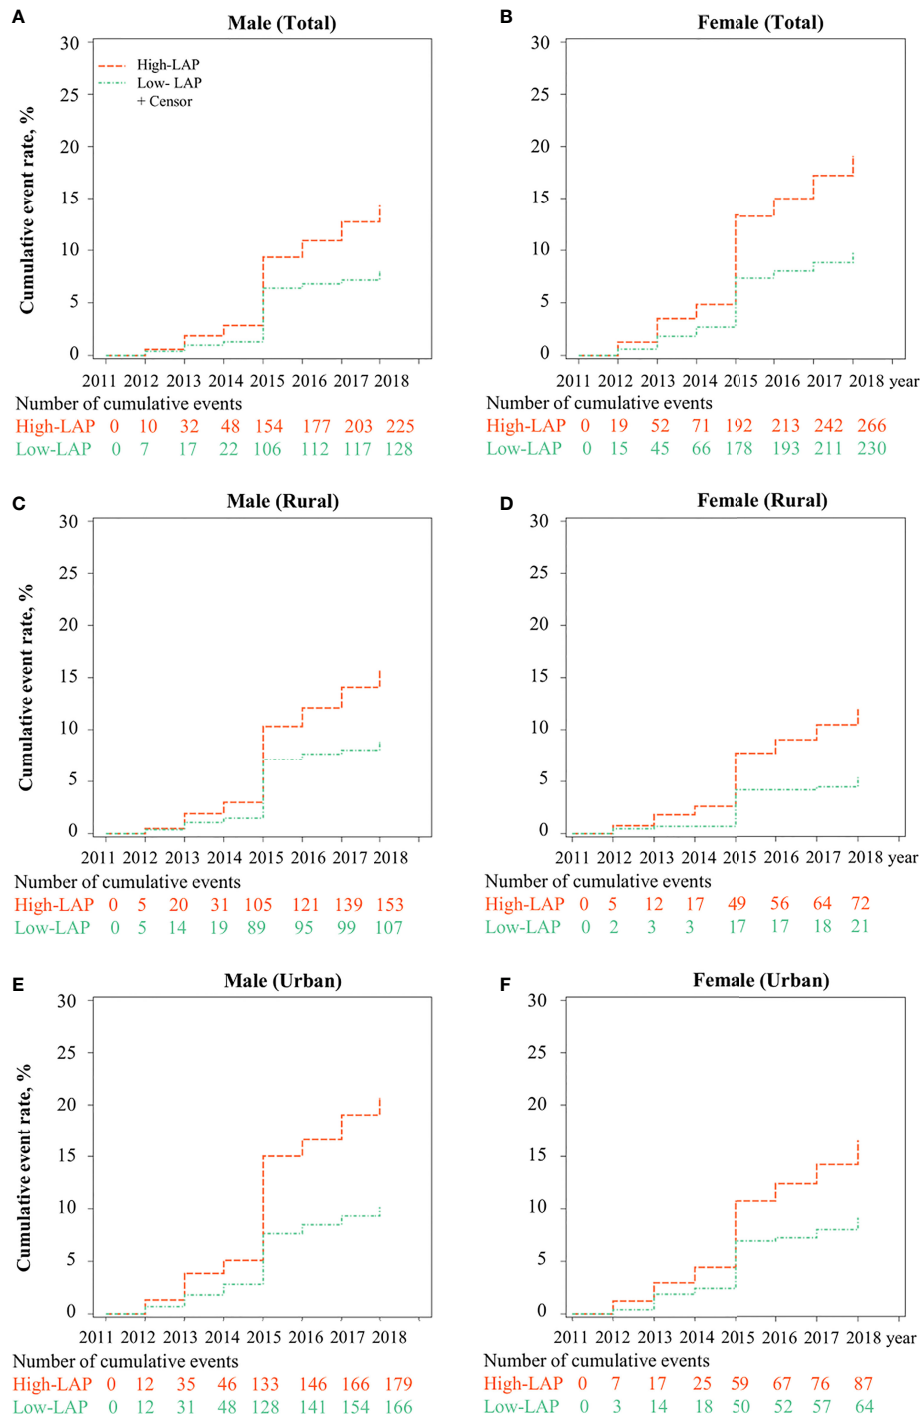 A
Male (Total)
Cumulative event rate, %
30
25
20
15
10
5
0
High-LAP
Low- LAP
+ Censor
2011 2012 2013 2014 2015 2016 2017 2018
Number of cumulative events
High-LAP 0 10 32 48 154 177 203 225
Low-LAP 0 7 17 22 106 112 117 128
B
Female (Total)
30
25
20
15
10
5
0
2011 2012 2013 2014 2015 2016 2017 2018 year
Number of cumulative events
High-LAP 0 19 52 71 192 213 242 266
Low-LAP 0 15 45 66 178 193 211 230
C
Male (Rural)
Cumulative event rate, %
30
25
20
15
10
5
0
2011 2012 2013 2014 2015 2016 2017 2018
Number of cumulative events
High-LAP 0 5 20 31 105 121 139 153
Low-LAP 0 5 14 19 89 95 99 107
D
Female (Rural)
30
25
20
15
10
5
0
2011 2012 2013 2014 2015 2016 2017 2018 year
Number of cumulative events
High-LAP 0 5 12 17 49 56 64 72
Low-LAP 0 2 3 3 17 17 18 21
E
Male (Urban)
Cumulative event rate, %
30
25
20
15
10
5
0
2011 2012 2013 2014 2015 2016 2017 2018
Number of cumulative events
High-LAP 0 12 35 46 133 146 166 179
Low-LAP 0 12 31 48 128 141 154 166
F
Female (Urban)
30
25
20
15
10
5
0
2011 2012 2013 2014 2015 2016 2017 2018 year
Number of cumulative events
High-LAP 0 7 17 25 59 67 76 87
Low-LAP 0 3 14 18 50 52 57 64